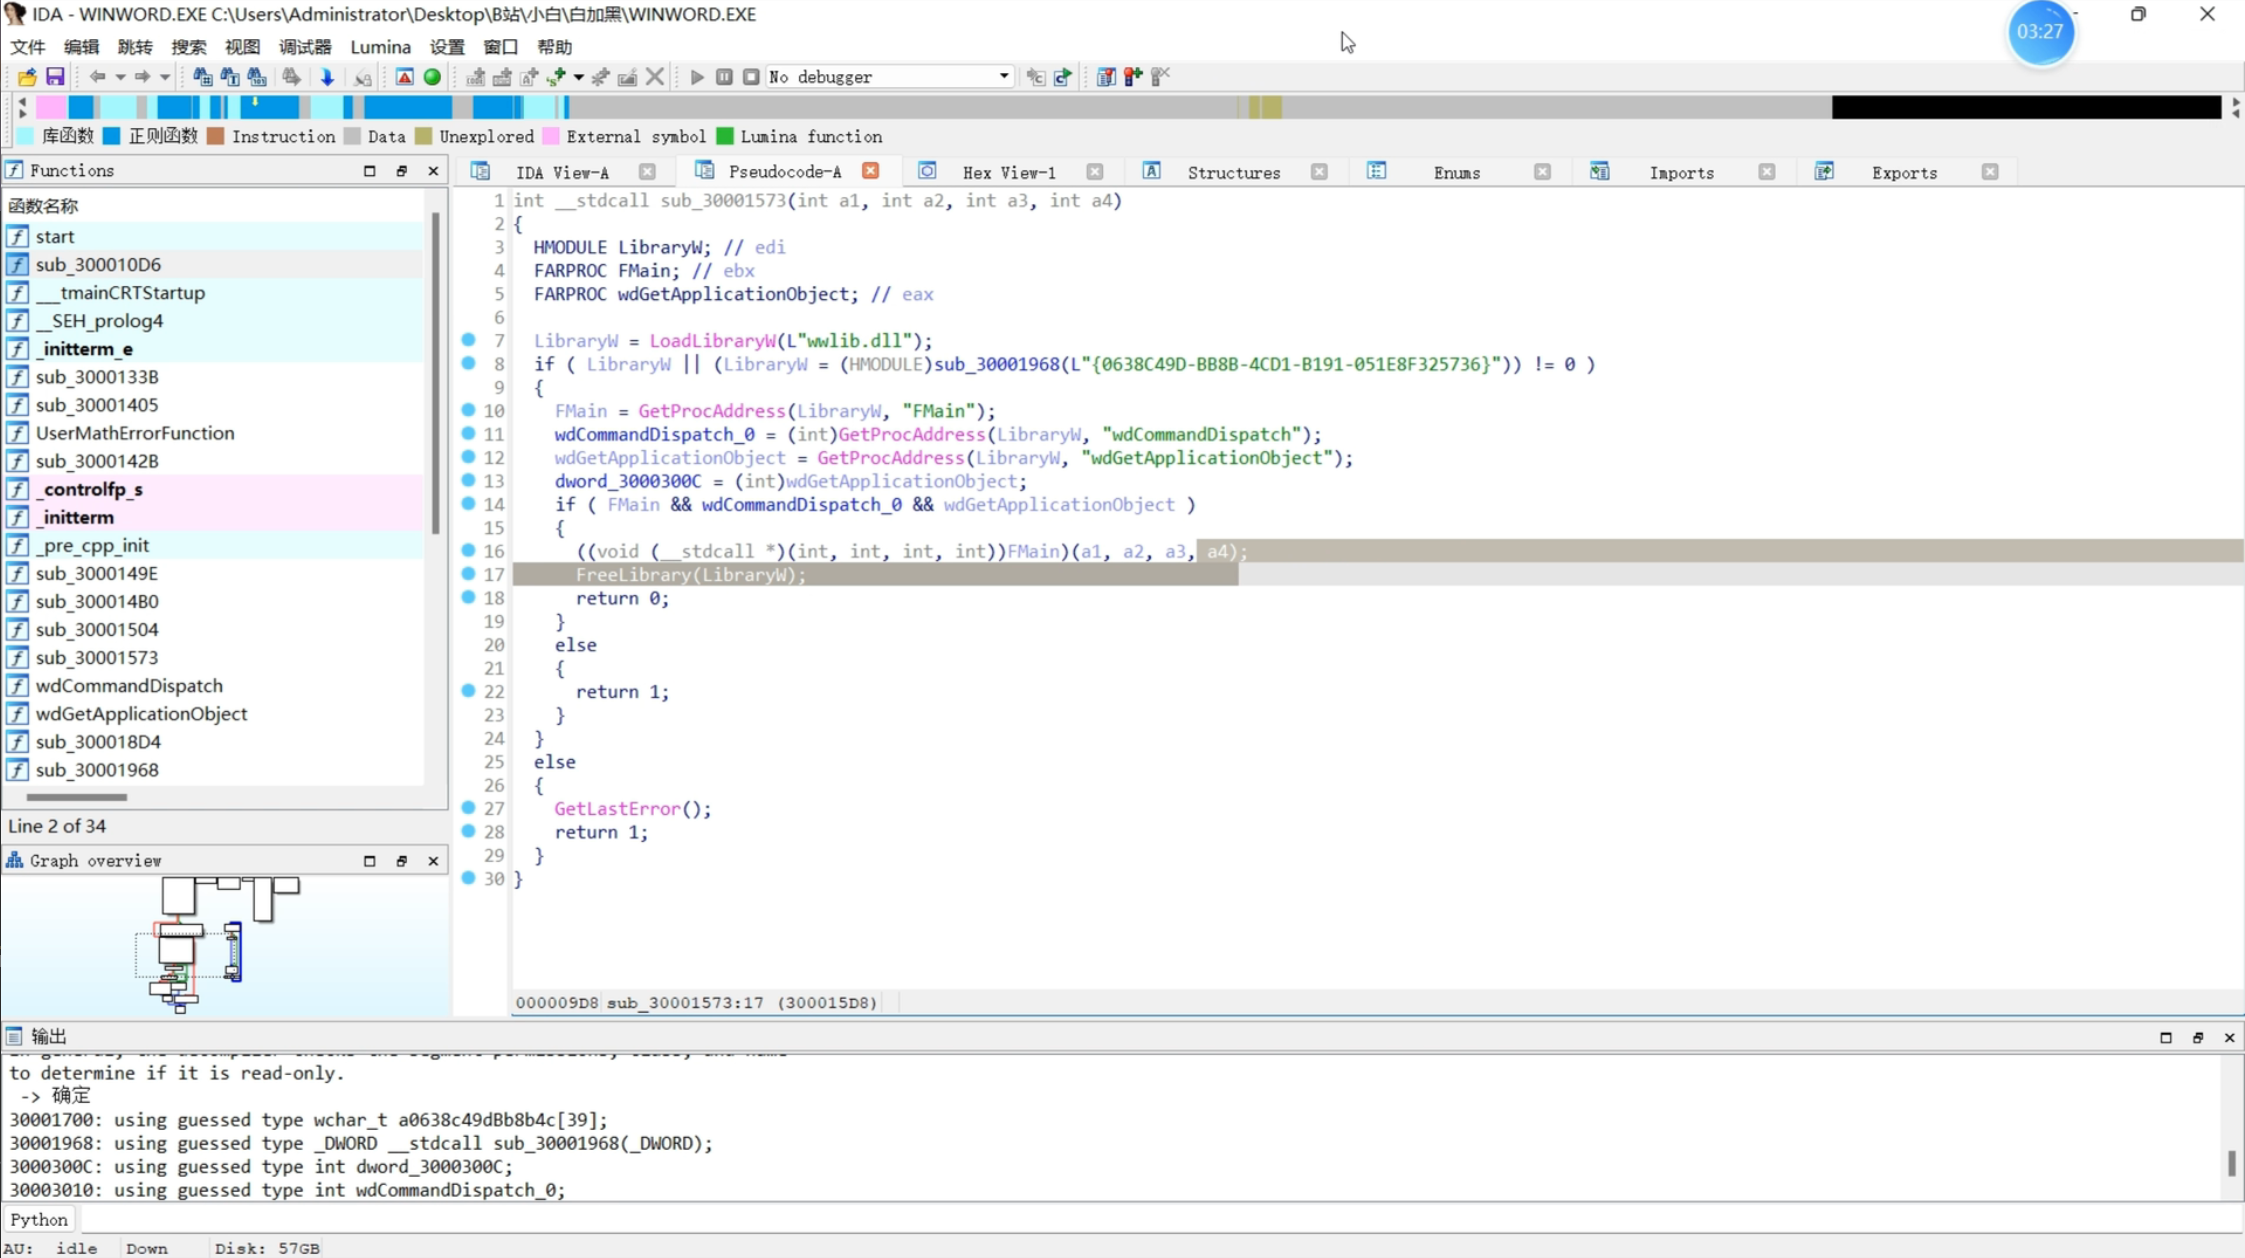 IDA - WINWORD.EXE C:\Users\Administrator\Desktop\B站\小白\白加黑\WINWORD.EXE
03:27
文件 编辑 跳转 搜索 视图 调试器 Lumina 设置 窗口 帮助
No debugger
库函数 正则函数 Instruction Data Unexplored External symbol Lumina function
Functions
IDA View-A Pseudocode-A Hex View-1 Structures Enums Imports Exports
函数名称
start
sub_300010D6
___tmainCRTStartup
__SEH_prolog4
_initterm_e
sub_3000133B
sub_30001405
UserMathErrorFunction
sub_3000142B
_controlfp_s
_initterm
_pre_cpp_init
sub_3000149E
sub_300014B0
sub_30001504
sub_30001573
wdCommandDispatch
wdGetApplicationObject
sub_300018D4
sub_30001968
Line 2 of 34
Graph overview
1 int __stdcall sub_30001573(int a1, int a2, int a3, int a4)
2 {
3 HMODULE LibraryW; // edi
4 FARPROC FMain; // ebx
5 FARPROC wdGetApplicationObject; // eax
6
7 LibraryW = LoadLibraryW(L"wwlib.dll");
8 if ( LibraryW || (LibraryW = (HMODULE)sub_30001968(L"{0638C49D-BB8B-4CD1-B191-051E8F325736}")) != 0 )
9 {
10 FMain = GetProcAddress(LibraryW, "FMain");
11 wdCommandDispatch_0 = (int)GetProcAddress(LibraryW, "wdCommandDispatch");
12 wdGetApplicationObject = GetProcAddress(LibraryW, "wdGetApplicationObject");
13 dword_3000300C = (int)wdGetApplicationObject;
14 if ( FMain && wdCommandDispatch_0 && wdGetApplicationObject )
15 {
16 ((void (__stdcall *)(int, int, int, int))FMain)(a1, a2, a3, a4);
17 FreeLibrary(LibraryW);
18 return 0;
19 }
20 else
21 {
22 return 1;
23 }
24 }
25 else
26 {
27 GetLastError();
28 return 1;
29 }
30 }
000009D8 sub_30001573:17 (300015D8)
输出
to determine if it is read-only.
-> 确定
30001700: using guessed type wchar_t a0638c49dBb8b4c[39];
30001968: using guessed type _DWORD __stdcall sub_30001968(_DWORD);
3000300C: using guessed type int dword_3000300C;
30003010: using guessed type int wdCommandDispatch_0;
Python
AU: idle Down Disk: 57GB